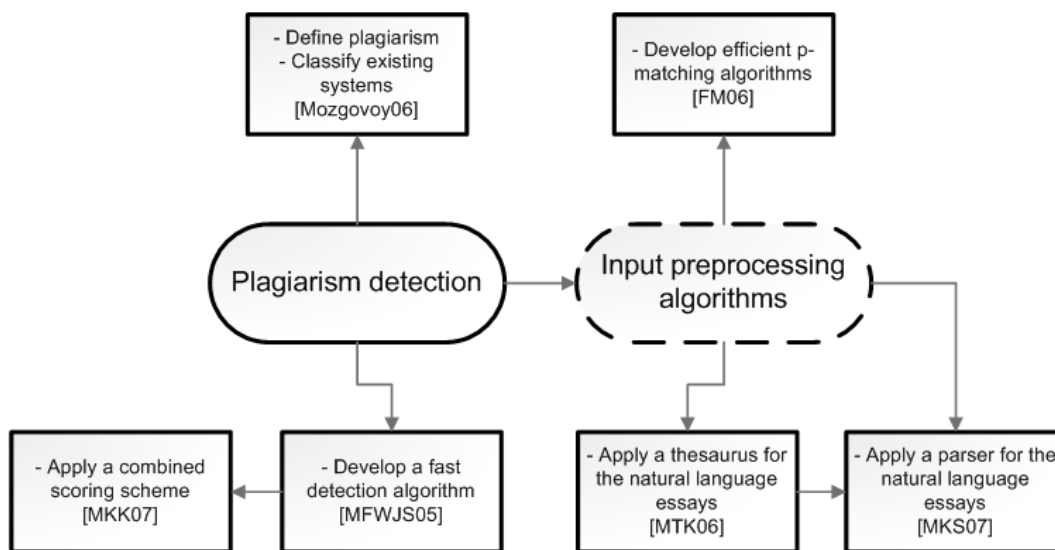 - Define plagiarism
- Classify existing
systems
[Mozgovoy06]
- Develop efficient p-
matching algorithms
[FM06]
Plagiarism detection
Input preprocessing
algorithms
- Apply a combined
scoring scheme
[MKK07]
- Develop a fast
detection algorithm
[MFWJS05]
- Apply a thesaurus for
the natural language
essays
[MTK06]
- Apply a parser for the
natural language
essays
[MKS07]